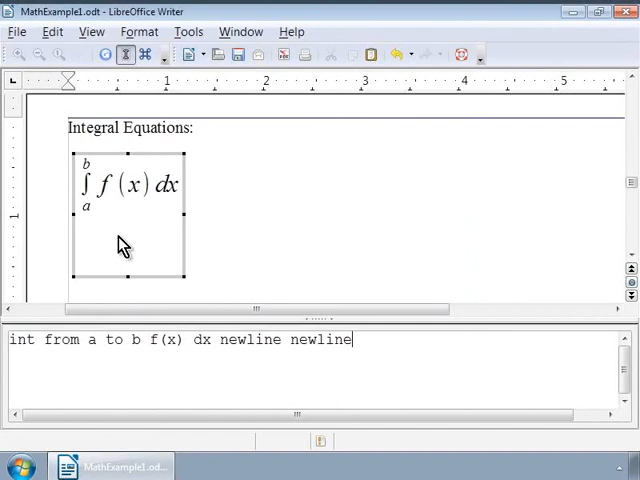 MathExample1.odt - LibreOffice Writer
File Edit View Format Tools Window Help
1 2 3 4 5
Integral Equations:
b
∫ f (x) dx
a
1
int from a to b f(x) dx newline newline
MathExample1.od...